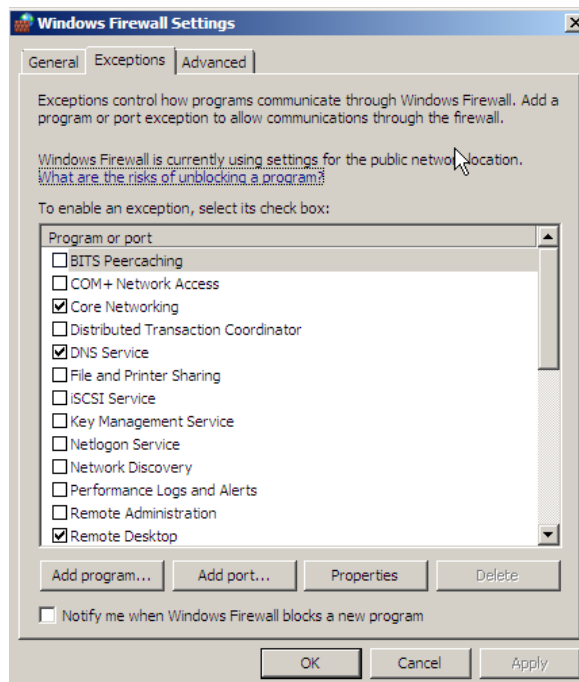 Windows Firewall Settings
General Exceptions Advanced
Exceptions control how programs communicate through Windows Firewall. Add a
program or port exception to allow communications through the firewall.
Windows Firewall is currently using settings for the public network location.
What are the risks of unblocking a program?
To enable an exception, select its check box:
Program or port
BITS Peercaching
COM+ Network Access
Core Networking
Distributed Transaction Coordinator
DNS Service
File and Printer Sharing
iSCSI Service
Key Management Service
Netlogon Service
Network Discovery
Performance Logs and Alerts
Remote Administration
Remote Desktop
Add program... Add port... Properties Delete
Notify me when Windows Firewall blocks a new program
OK Cancel Apply